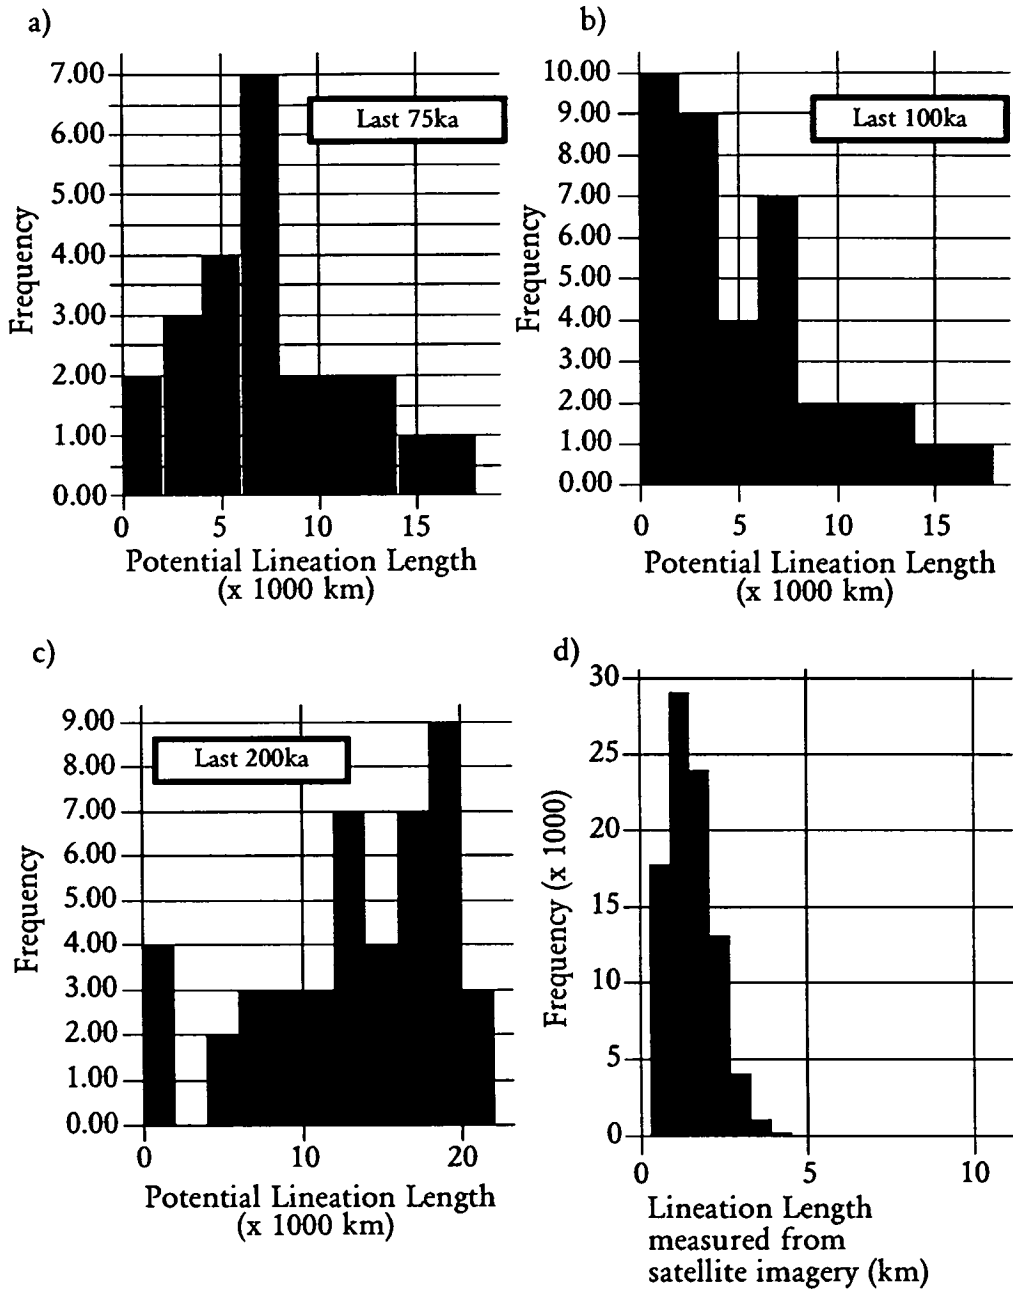 a)
7.00
6.00
5.00
4.00
3.00
2.00
1.00
0.00
Frequency
Last 75ka
0 5 10 15
Potential Lineation Length
(x 1000 km)
b)
10.00
9.00
8.00
7.00
6.00
5.00
4.00
3.00
2.00
1.00
0.00
Frequency
Last 100ka
0 5 10 15
Potential Lineation Length
(x 1000 km)
c)
9.00
8.00
7.00
6.00
5.00
4.00
3.00
2.00
1.00
0.00
Frequency
Last 200ka
0 10 20
Potential Lineation Length
(x 1000 km)
d)
30
25
20
15
10
5
0
Frequency (x 1000)
0 5 10
Lineation Length
measured from
satellite imagery (km)